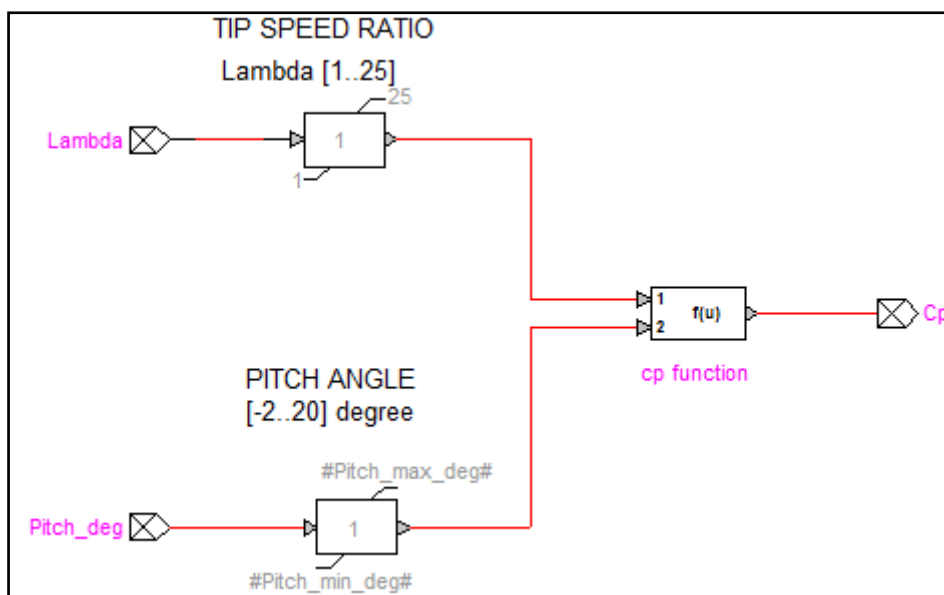 TIP SPEED RATIO
Lambda [1..25]
25
Lambda
1
1
1
f(u)
2
Cp
cp function
PITCH ANGLE
[-2..20] degree
#Pitch_max_deg#
Pitch_deg
1
#Pitch_min_deg#